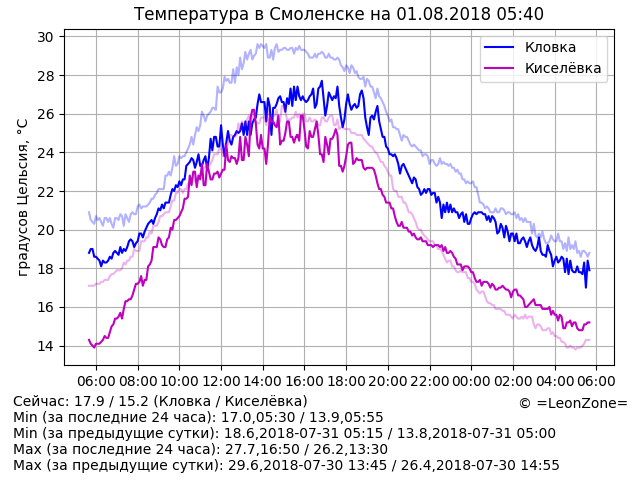 Температура в Смоленске на 01.08.2018 05:40
градусов Цельсия, °C
30
28
26
24
22
20
18
16
14
Кловка
Киселёвка
06:00 08:00 10:00 12:00 14:00 16:00 18:00 20:00 22:00 00:00 02:00 04:00 06:00
Сейчас: 17.9 / 15.2 (Кловка / Киселёвка)
© =LeonZone=
Min (за последние 24 часа): 17.0,05:30 / 13.9,05:55
Min (за предыдущие сутки): 18.6,2018-07-31 05:15 / 13.8,2018-07-31 05:00
Max (за последние 24 часа): 27.7,16:50 / 26.2,13:30
Max (за предыдущие сутки): 29.6,2018-07-30 13:45 / 26.4,2018-07-30 14:55